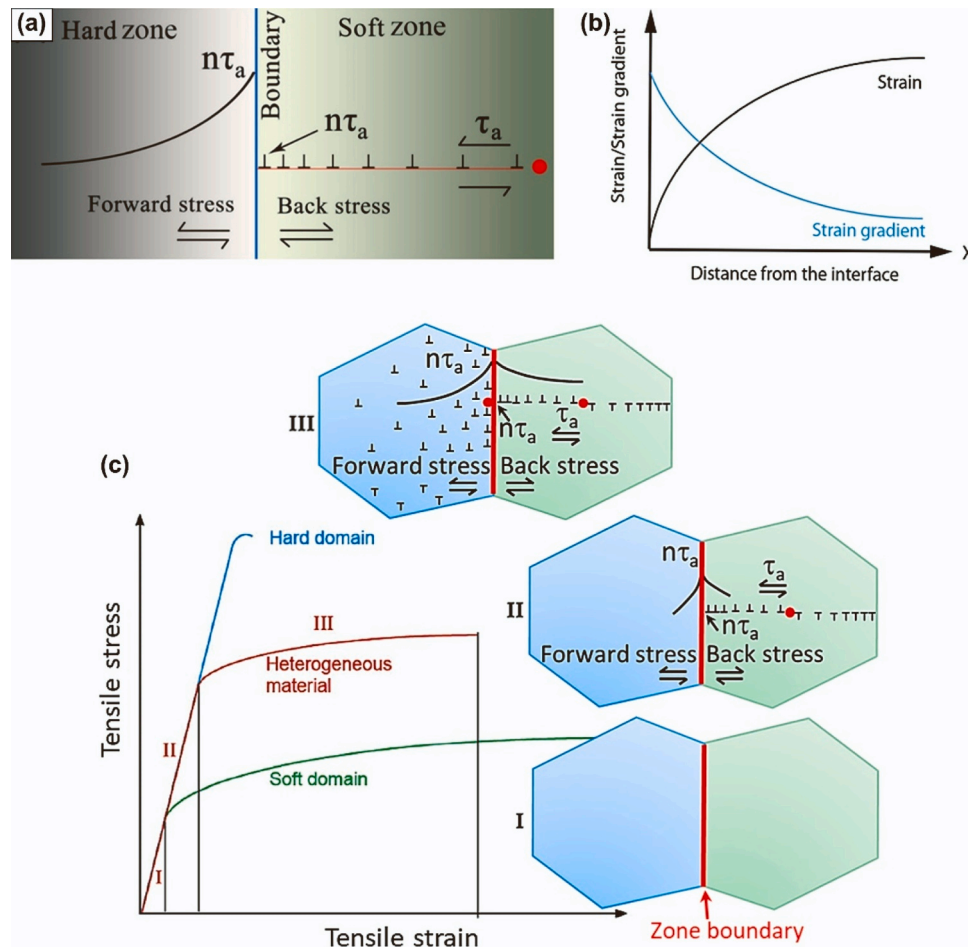 (a)
Hard zone
Soft zone
nτa
Boundary
nτa
τa
Forward stress
Back stress
(b)
Strain/Strain gradient
Strain
Strain gradient
X
Distance from the interface
(c)
III
nτa
τa
nτa
Forward stress
Back stress
II
nτa
τa
nτa
Forward stress
Back stress
I
Zone boundary
Tensile stress
Hard domain
III
Heterogeneous
material
II
Soft domain
I
Tensile strain